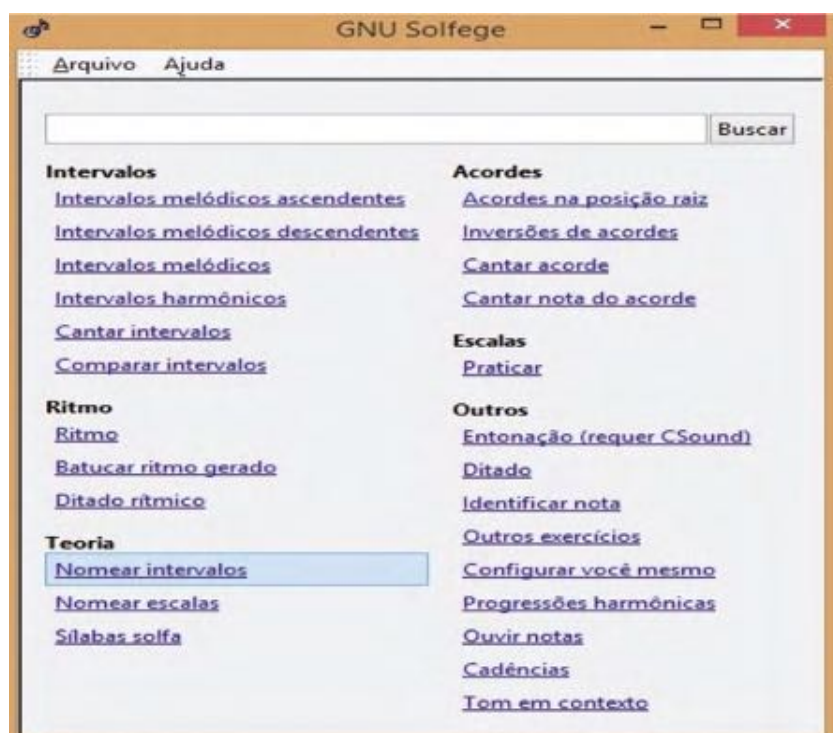 GNU Solfege
Arquivo Ajuda
Buscar
Intervalos
Intervalos melódicos ascendentes
Intervalos melódicos descendentes
Intervalos melódicos
Intervalos harmônicos
Cantar intervalos
Comparar intervalos
Ritmo
Ritmo
Batucar ritmo gerado
Ditado rítmico
Teoria
Nomear intervalos
Nomear escalas
Sílabas solfa
Acordes
Acordes na posição raiz
Inversões de acordes
Cantar acorde
Cantar nota do acorde
Escalas
Praticar
Outros
Entonação (requer CSound)
Ditado
Identificar nota
Outros exercícios
Configurar você mesmo
Progressões harmônicas
Ouvir notas
Cadências
Tom em contexto